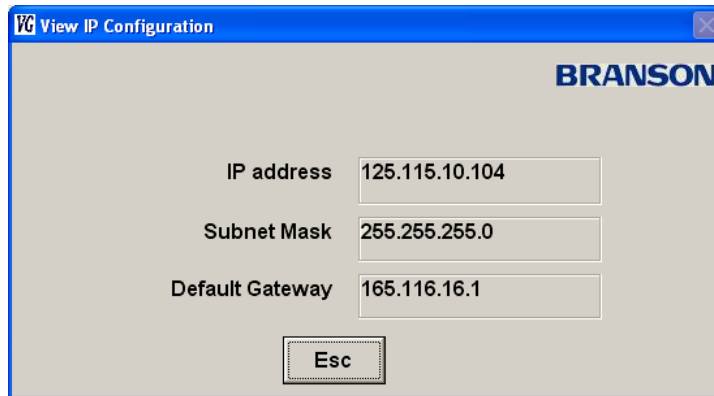 VG View IP Configuration
BRANSON
IP address 125.115.10.104
Subnet Mask 255.255.255.0
Default Gateway 165.116.16.1
Esc